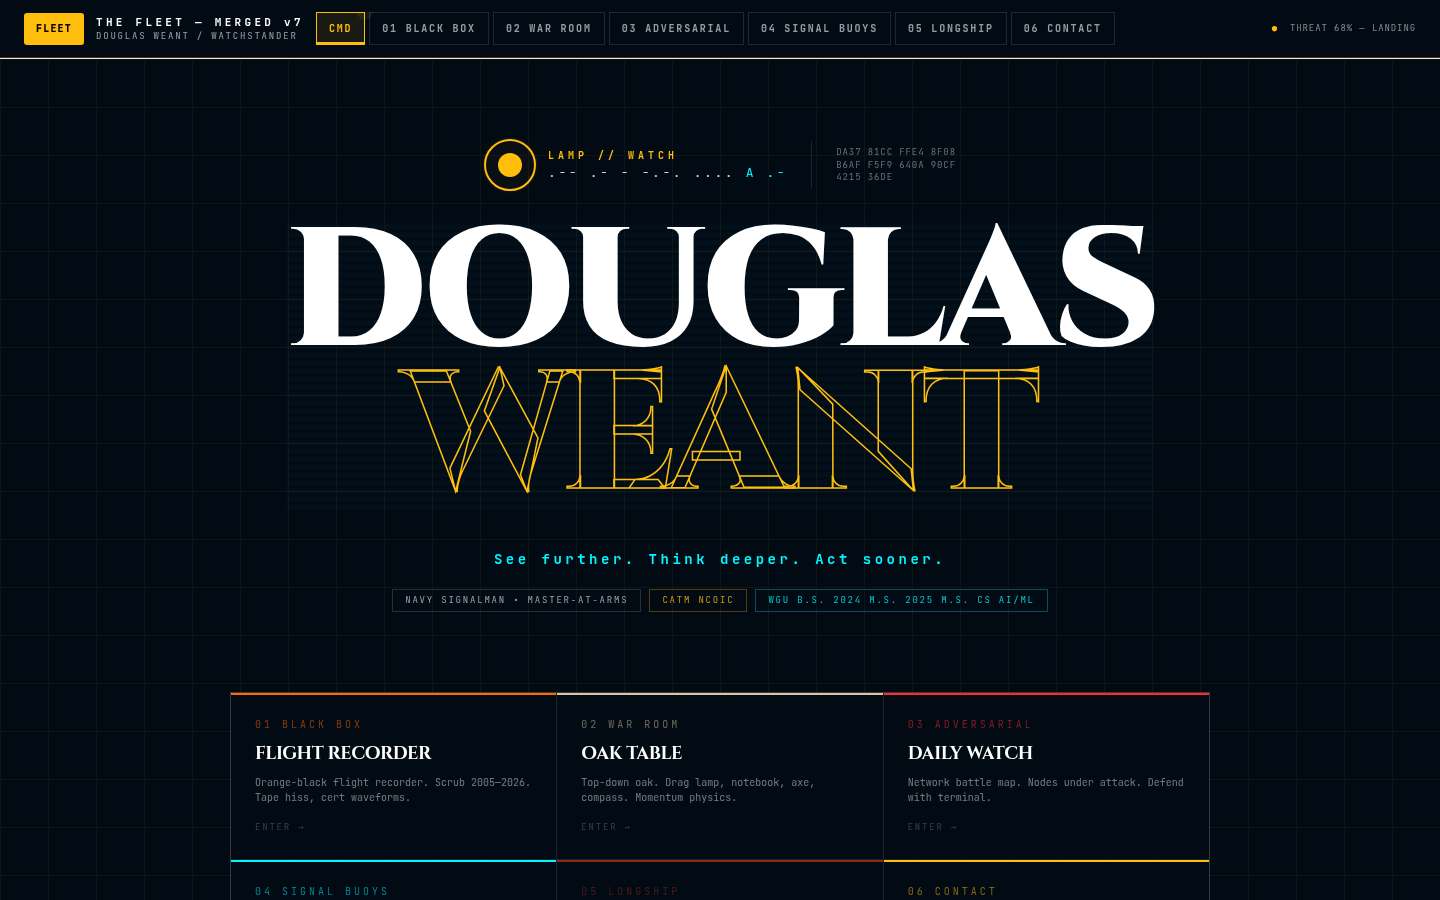 FLEET
THE FLEET — MERGED v7
DOUGLAS WEANT / WATCHSTANDER
CMD
01 BLACK BOX
02 WAR ROOM
03 ADVERSARIAL
04 SIGNAL BUOYS
05 LONGSHIP
06 CONTACT
THREAT 68% — LANDING
LAMP // WATCH
.-- .- - -.-. .... A .-
DA37 81CC FFE4 8F08
B6AF F5F9 640A 90CF
4215 36DE
DOUGLAS
WEANT
See further. Think deeper. Act sooner.
NAVY SIGNALMAN • MASTER-AT-ARMS
CATM NCOIC
WGU B.S. 2024 M.S. 2025 M.S. CS AI/ML
01 BLACK BOX
FLIGHT RECORDER
Orange-black flight recorder. Scrub 2005–2026.
Tape hiss, cert waveforms.
ENTER →
02 WAR ROOM
OAK TABLE
Top-down oak. Drag lamp, notebook, axe,
compass. Momentum physics.
ENTER →
03 ADVERSARIAL
DAILY WATCH
Network battle map. Nodes under attack. Defend
with terminal.
ENTER →
04 SIGNAL BUOYS
05 LONGSHIP
06 CONTACT